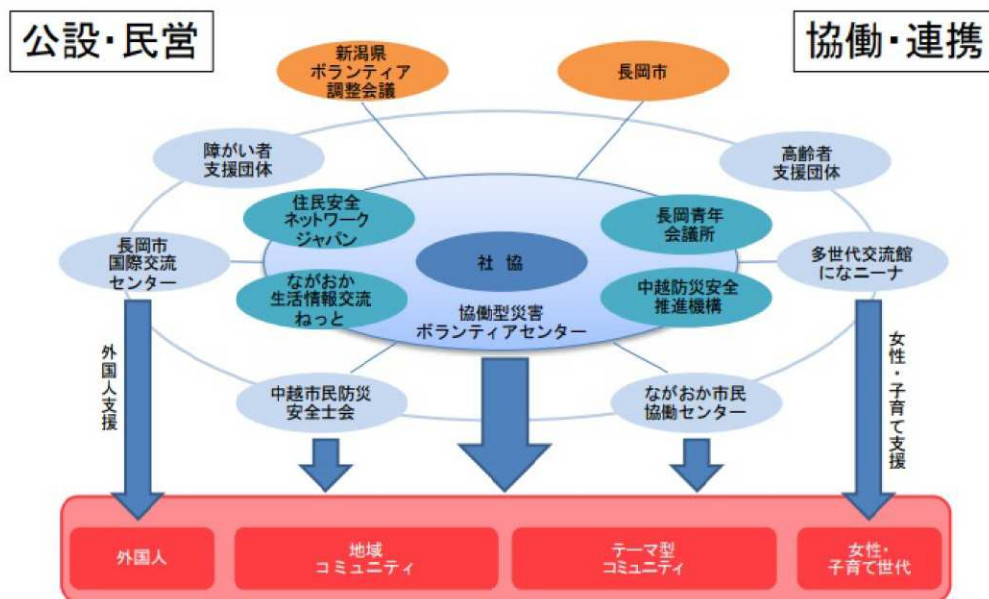 公設・民営
協働・連携
新潟県
ボランティア
調整会議
長岡市
障がい者
支援団体
高齢者
支援団体
住民安全
ネットワーク
ジャパン
長岡青年
会議所
長岡市
国際交流
センター
社 協
多世代交流館
になニーナ
ながおか
生活情報交流
ねっと
中越防災安全
推進機構
協働型災害
ボランティアセンター
外国人支援
女性・子育て支援
中越市民防災
安全士会
ながおか市民
協働センター
外国人
地域
コミュニティ
テーマ型
コミュニティ
女性・
子育て世代